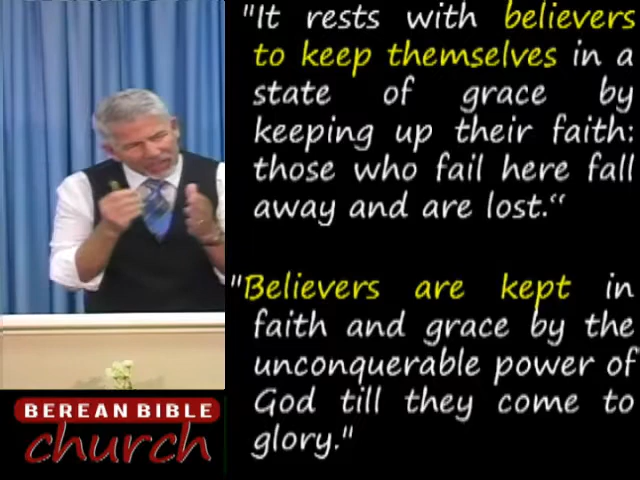 "It rests with believers
to keep themselves in a
state of grace by
keeping up their faith:
those who fail here fall
away and are lost."
"Believers are kept in
faith and grace by the
unconquerable power of
God till they come to
glory."
BEREAN BIBLE
church